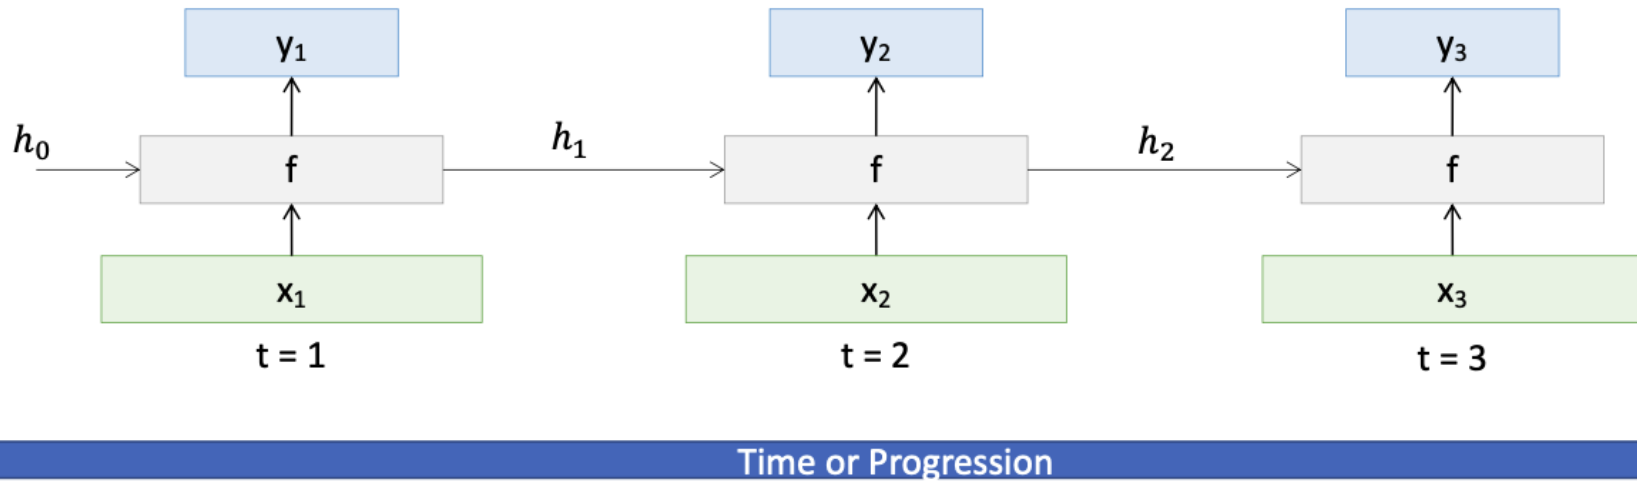 y₁ y₂ y₃
h₀ h₁ h₂
f f f
x₁ x₂ x₃
t = 1 t = 2 t = 3
Time or Progression